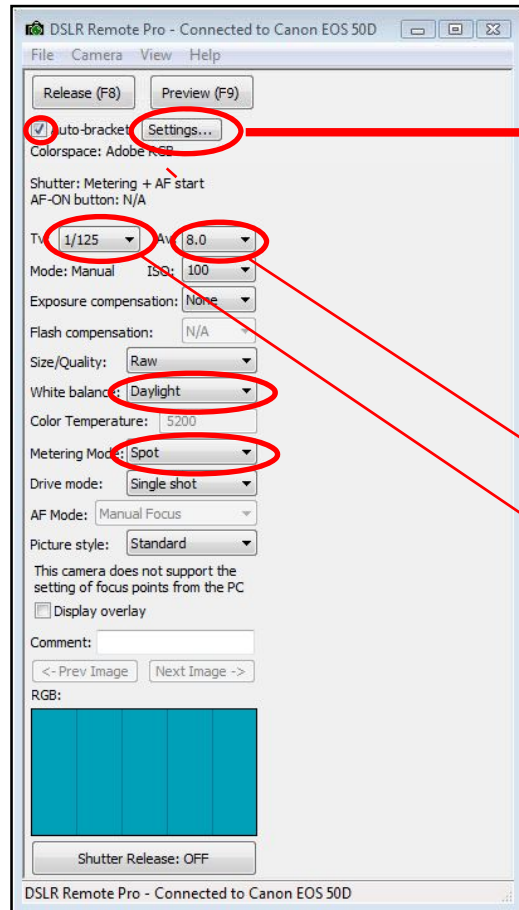 DSLR Remote Pro - Connected to Canon EOS 50D
File Camera View Help
Release (F8) Preview (F9)
Auto-bracket Settings...
Colorspace: Adobe RGB
Shutter: Metering + AF start
AF-ON button: N/A
Tv: 1/125 Av: 8.0
Mode: Manual ISO: 100
Exposure compensation: None
Flash compensation: N/A
Size/Quality: Raw
White balance: Daylight
Color Temperature: 5200
Metering Mode: Spot
Drive mode: Single shot
AF Mode: Manual Focus
Picture style: Standard
This camera does not support the
setting of focus points from the PC
Display overlay
Comment:
<- Prev Image Next Image ->
RGB:
Shutter Release: OFF
DSLR Remote Pro - Connected to Canon EOS 50D